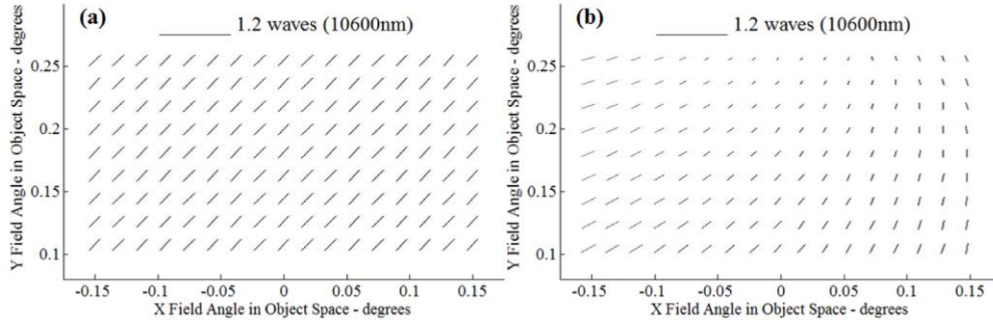 (a)
1.2 waves (10600nm)
Y Field Angle in Object Space - degrees
0.25
0.2
0.15
0.1
-0.15 -0.1 -0.05 0 0.05 0.1 0.15
X Field Angle in Object Space - degrees
(b)
1.2 waves (10600nm)
Y Field Angle in Object Space - degrees
0.25
0.2
0.15
0.1
-0.15 -0.1 -0.05 0 0.05 0.1 0.15
X Field Angle in Object Space - degrees